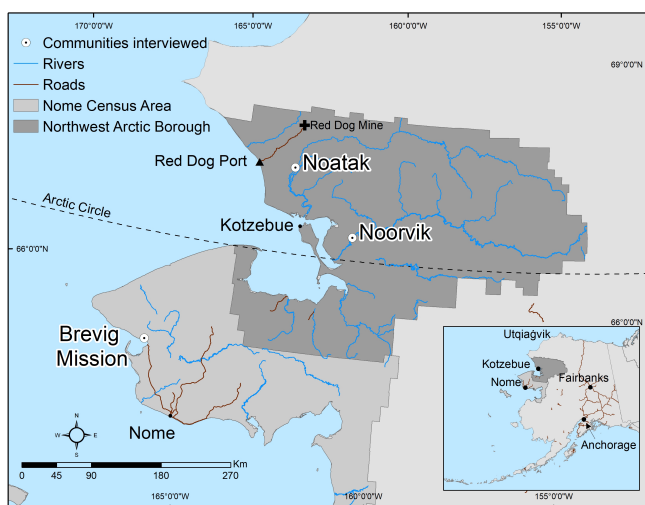 170°0'0"W
165°0'0"W
160°0'0"W
155°0'0"W
69°0'0"N
Communities interviewed
Rivers
Roads
Nome Census Area
Northwest Arctic Borough
Red Dog Mine
Red Dog Port
Noatak
Arctic Circle
Kotzebue
Noorvik
66°0'0"N
66°0'0"N
Brevig
Mission
Nome
N
W E
S
Km
0 45 90 180 270
165°0'0"W
160°0'0"W
155°0'0"W
Utqiaġvik
Kotzebue
Nome
Fairbanks
Anchorage